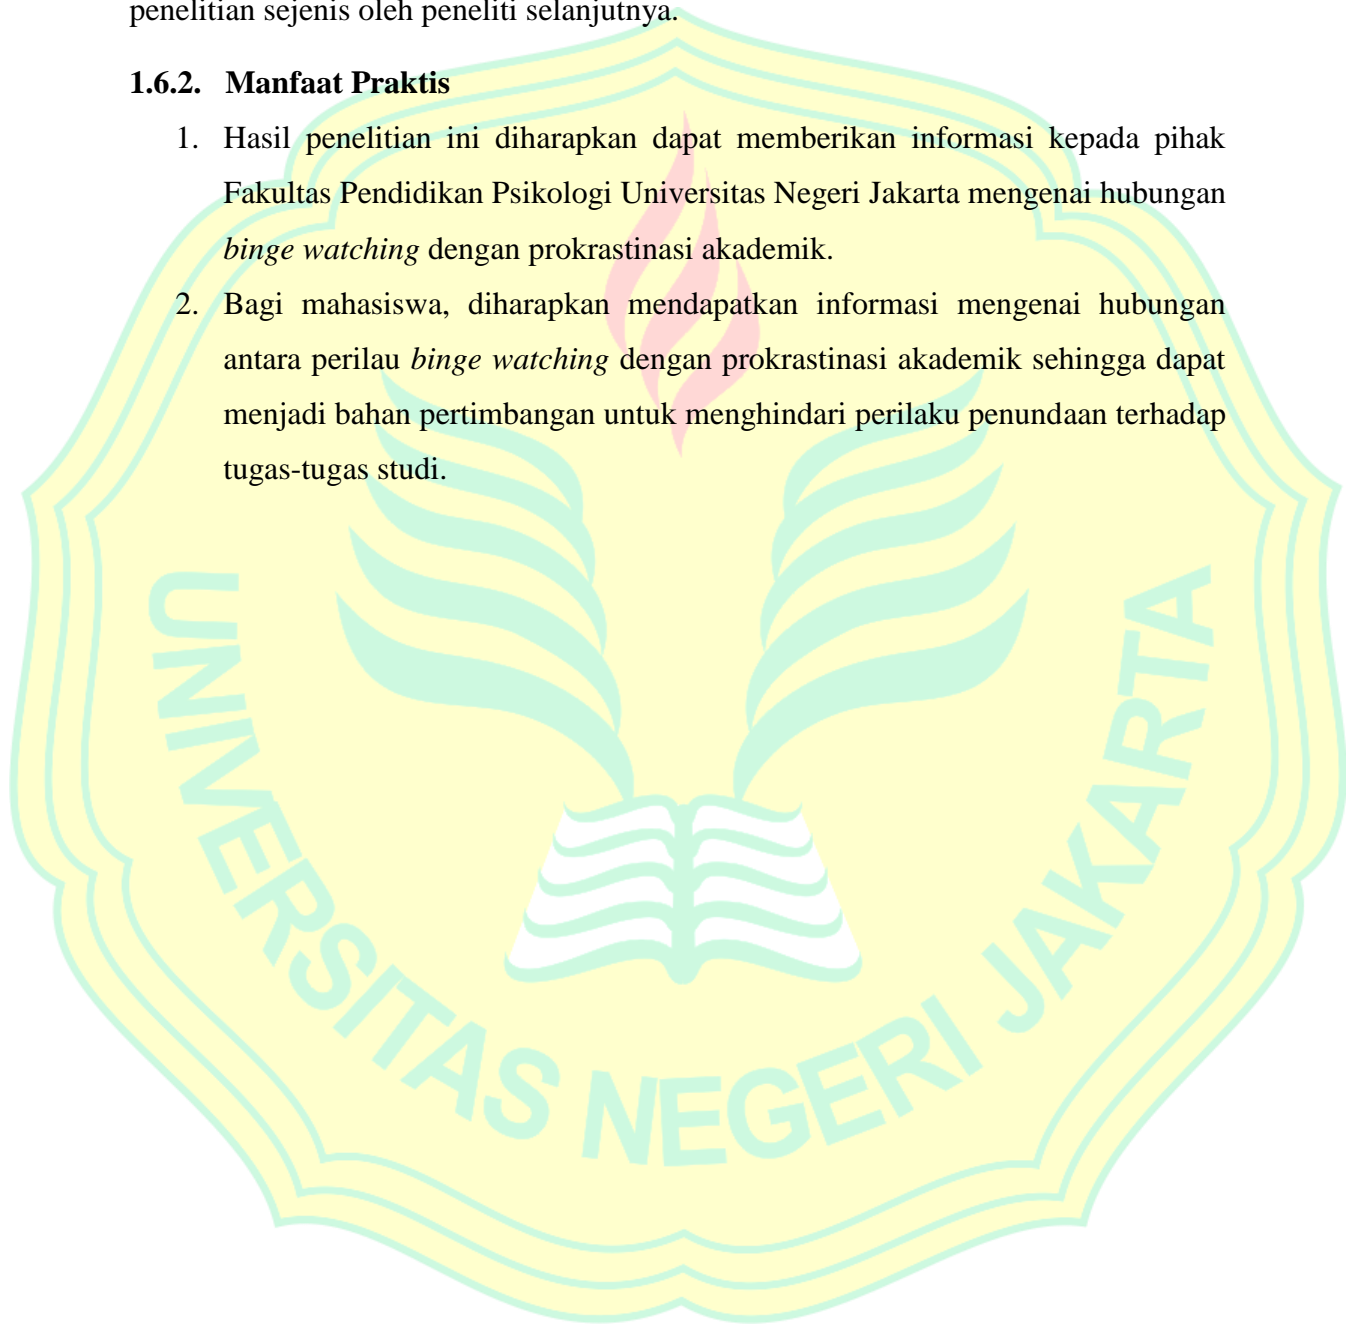 penelitian sejenis oleh peneliti selanjutnya.
1.6.2. Manfaat Praktis
1. Hasil penelitian ini diharapkan dapat memberikan informasi kepada pihak
Fakultas Pendidikan Psikologi Universitas Negeri Jakarta mengenai hubungan
binge watching dengan prokrastinasi akademik.
2. Bagi mahasiswa, diharapkan mendapatkan informasi mengenai hubungan
antara perilau binge watching dengan prokrastinasi akademik sehingga dapat
menjadi bahan pertimbangan untuk menghindari perilaku penundaan terhadap
tugas-tugas studi.
UNIVERSITAS NEGERI JAKARTA